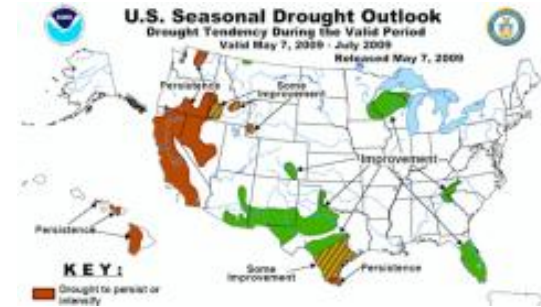 U.S. Seasonal Drought Outlook
Drought Tendency During the Valid Period
Valid May 7, 2009 - July 2009
Released May 7, 2009
Persistence
Some
Improvement
Improvement
Persistence
Some
Improvement
Persistence
KEY:
Drought to persist or
intensify